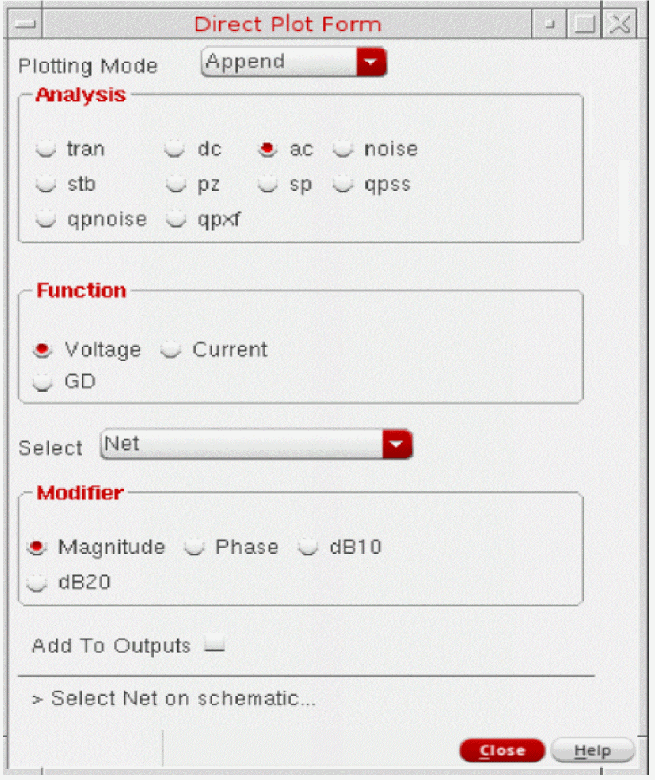 Direct Plot Form
Plotting Mode Append
Analysis
tran dc ac noise
stb pz sp qpss
qpnoise qpxf
Function
Voltage Current
GD
Select Net
Modifier
Magnitude Phase dB10
dB20
Add To Outputs
> Select Net on schematic...
Close Help